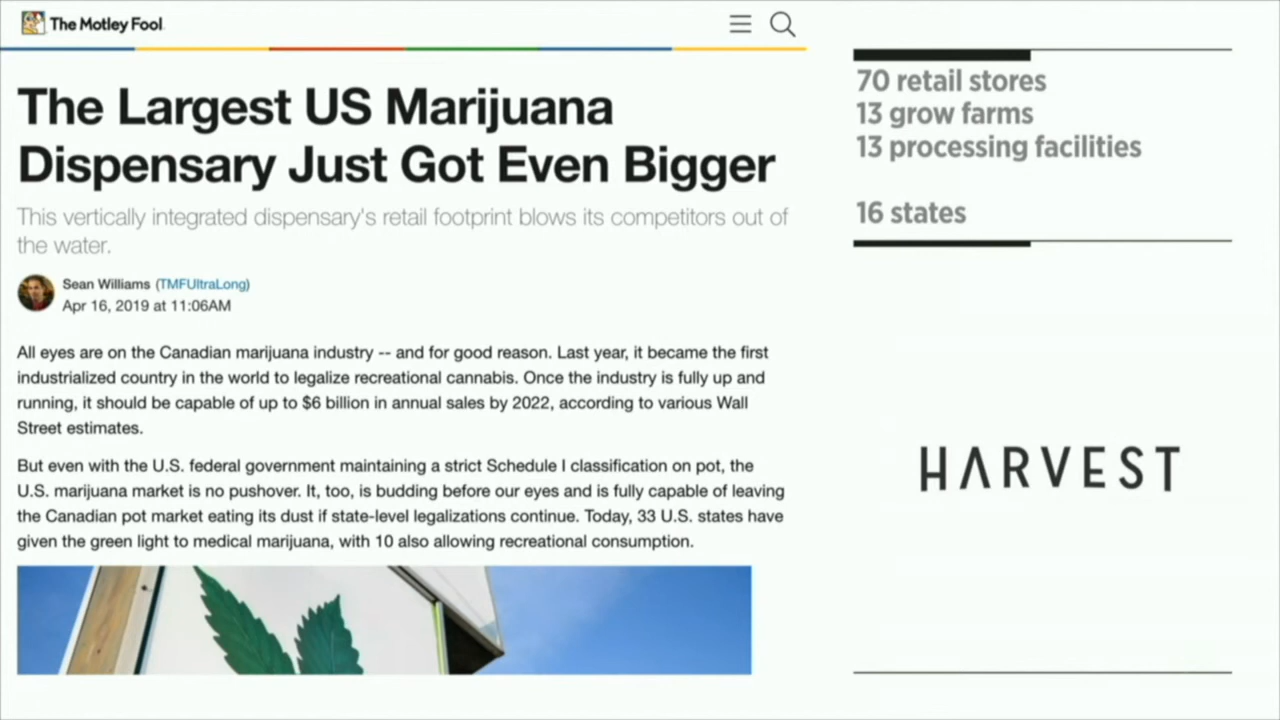 The Motley Fool
The Largest US Marijuana
Dispensary Just Got Even Bigger
This vertically integrated dispensary's retail footprint blows its competitors out of
the water.
Sean Williams (TMFUltraLong)
Apr 16, 2019 at 11:06AM
All eyes are on the Canadian marijuana industry -- and for good reason. Last year, it became the first
industrialized country in the world to legalize recreational cannabis. Once the industry is fully up and
running, it should be capable of up to $6 billion in annual sales by 2022, according to various Wall
Street estimates.
But even with the U.S. federal government maintaining a strict Schedule I classification on pot, the
U.S. marijuana market is no pushover. It, too, is budding before our eyes and is fully capable of leaving
the Canadian pot market eating its dust if state-level legalizations continue. Today, 33 U.S. states have
given the green light to medical marijuana, with 10 also allowing recreational consumption.
70 retail stores
13 grow farms
13 processing facilities
16 states
HARVEST